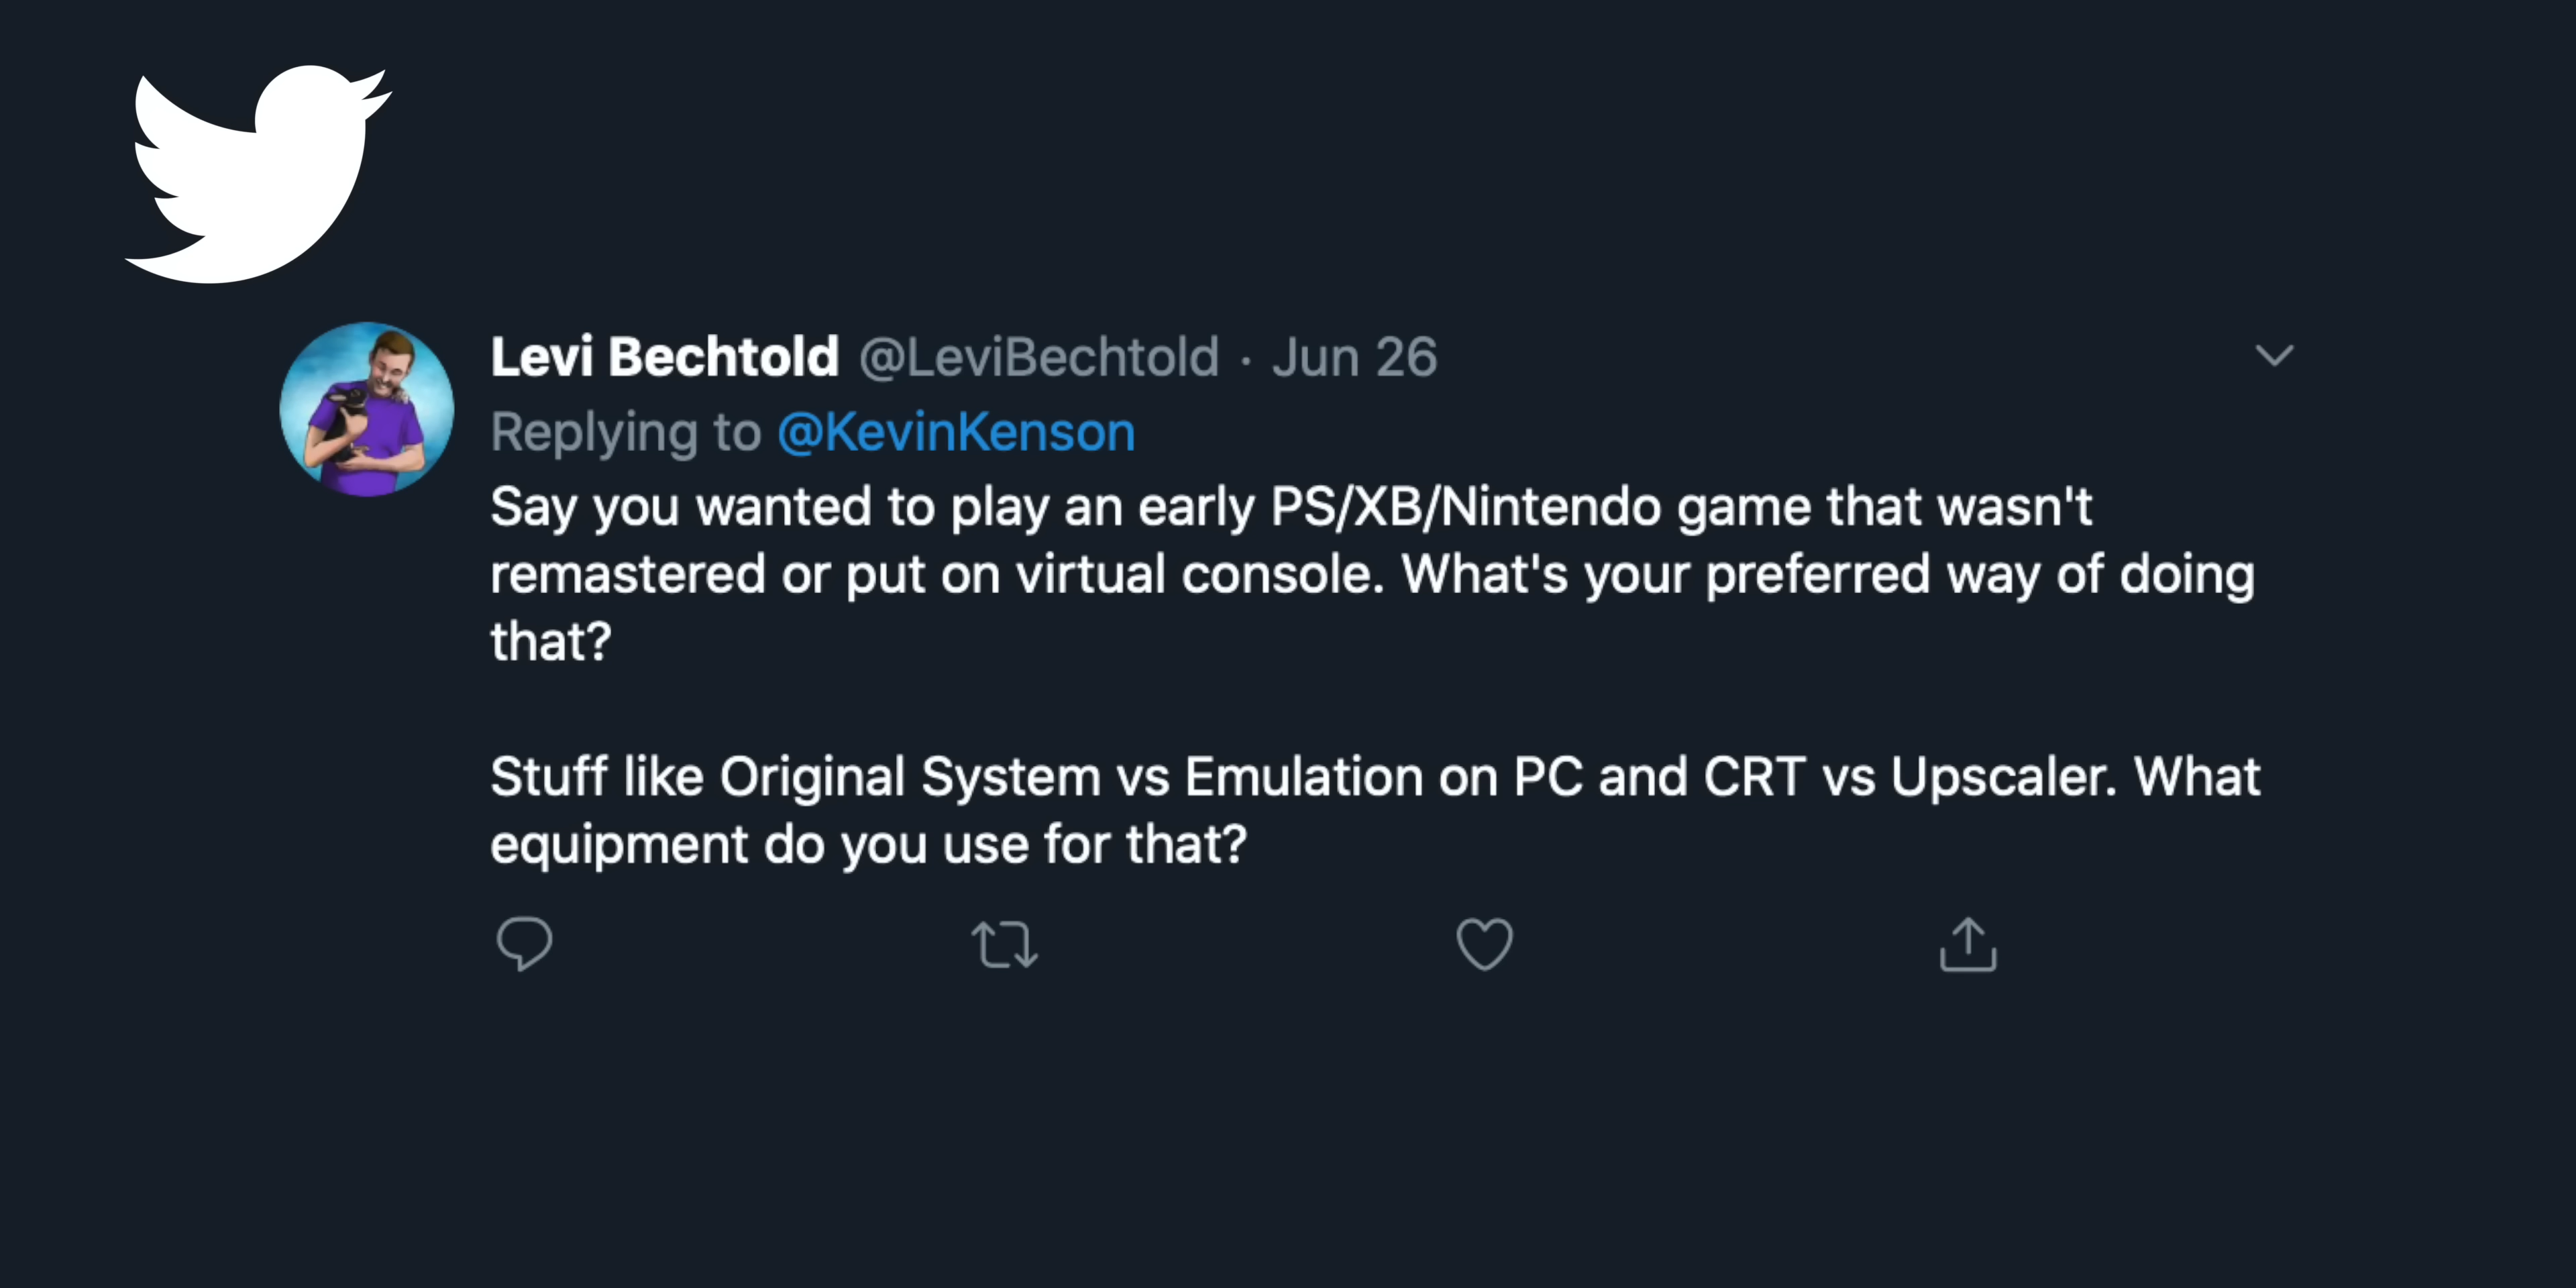 Levi Bechtold @LeviBechtold · Jun 26
Replying to @KevinKenson
Say you wanted to play an early PS/XB/Nintendo game that wasn't
remastered or put on virtual console. What's your preferred way of doing
that?
Stuff like Original System vs Emulation on PC and CRT vs Upscaler. What
equipment do you use for that?